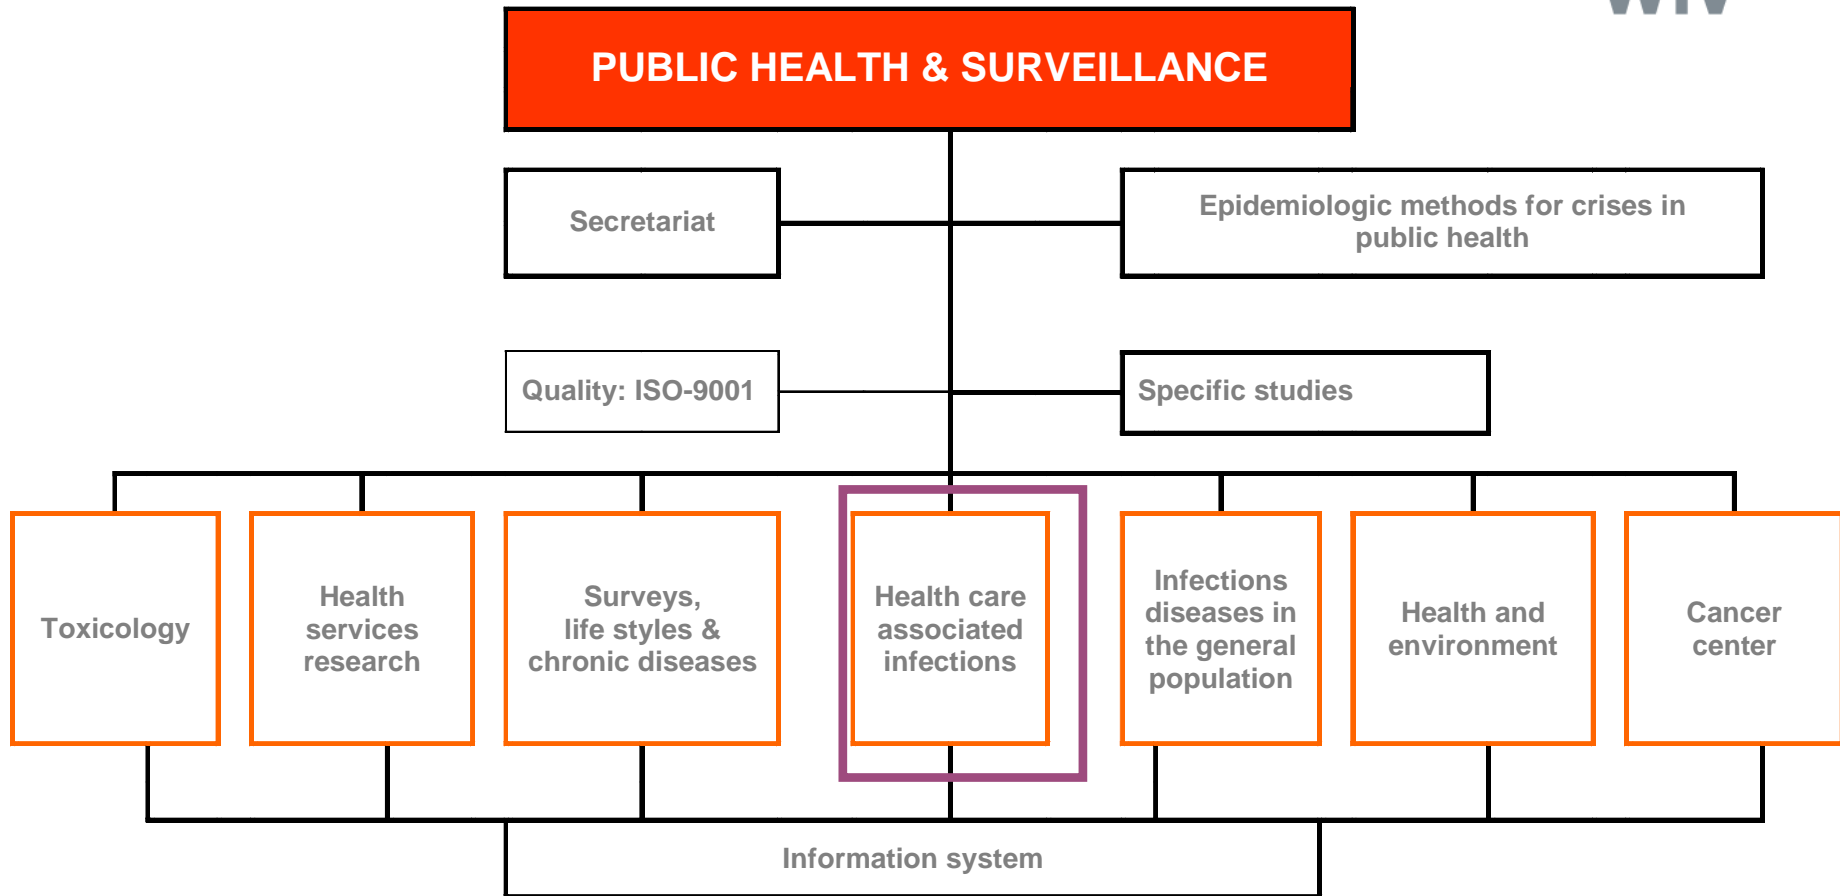 PUBLIC HEALTH & SURVEILLANCE
Secretariat
Epidemiologic methods for crises in
public health
Quality: ISO-9001
Specific studies
Toxicology
Health
services
research
Surveys,
life styles &
chronic diseases
Health care
associated
infections
Infections
diseases in
the general
population
Health and
environment
Cancer
center
Information system